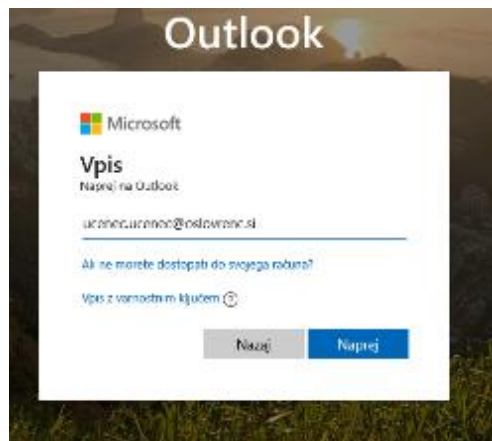 Outlook
Microsoft
Vpis
Naprej na Outlook
ucenec.ucenec@oslovrenc.si
Ali ne morete dostopati do svojega računa?
Vpis z varnostnim ključem
Nazaj
Naprej